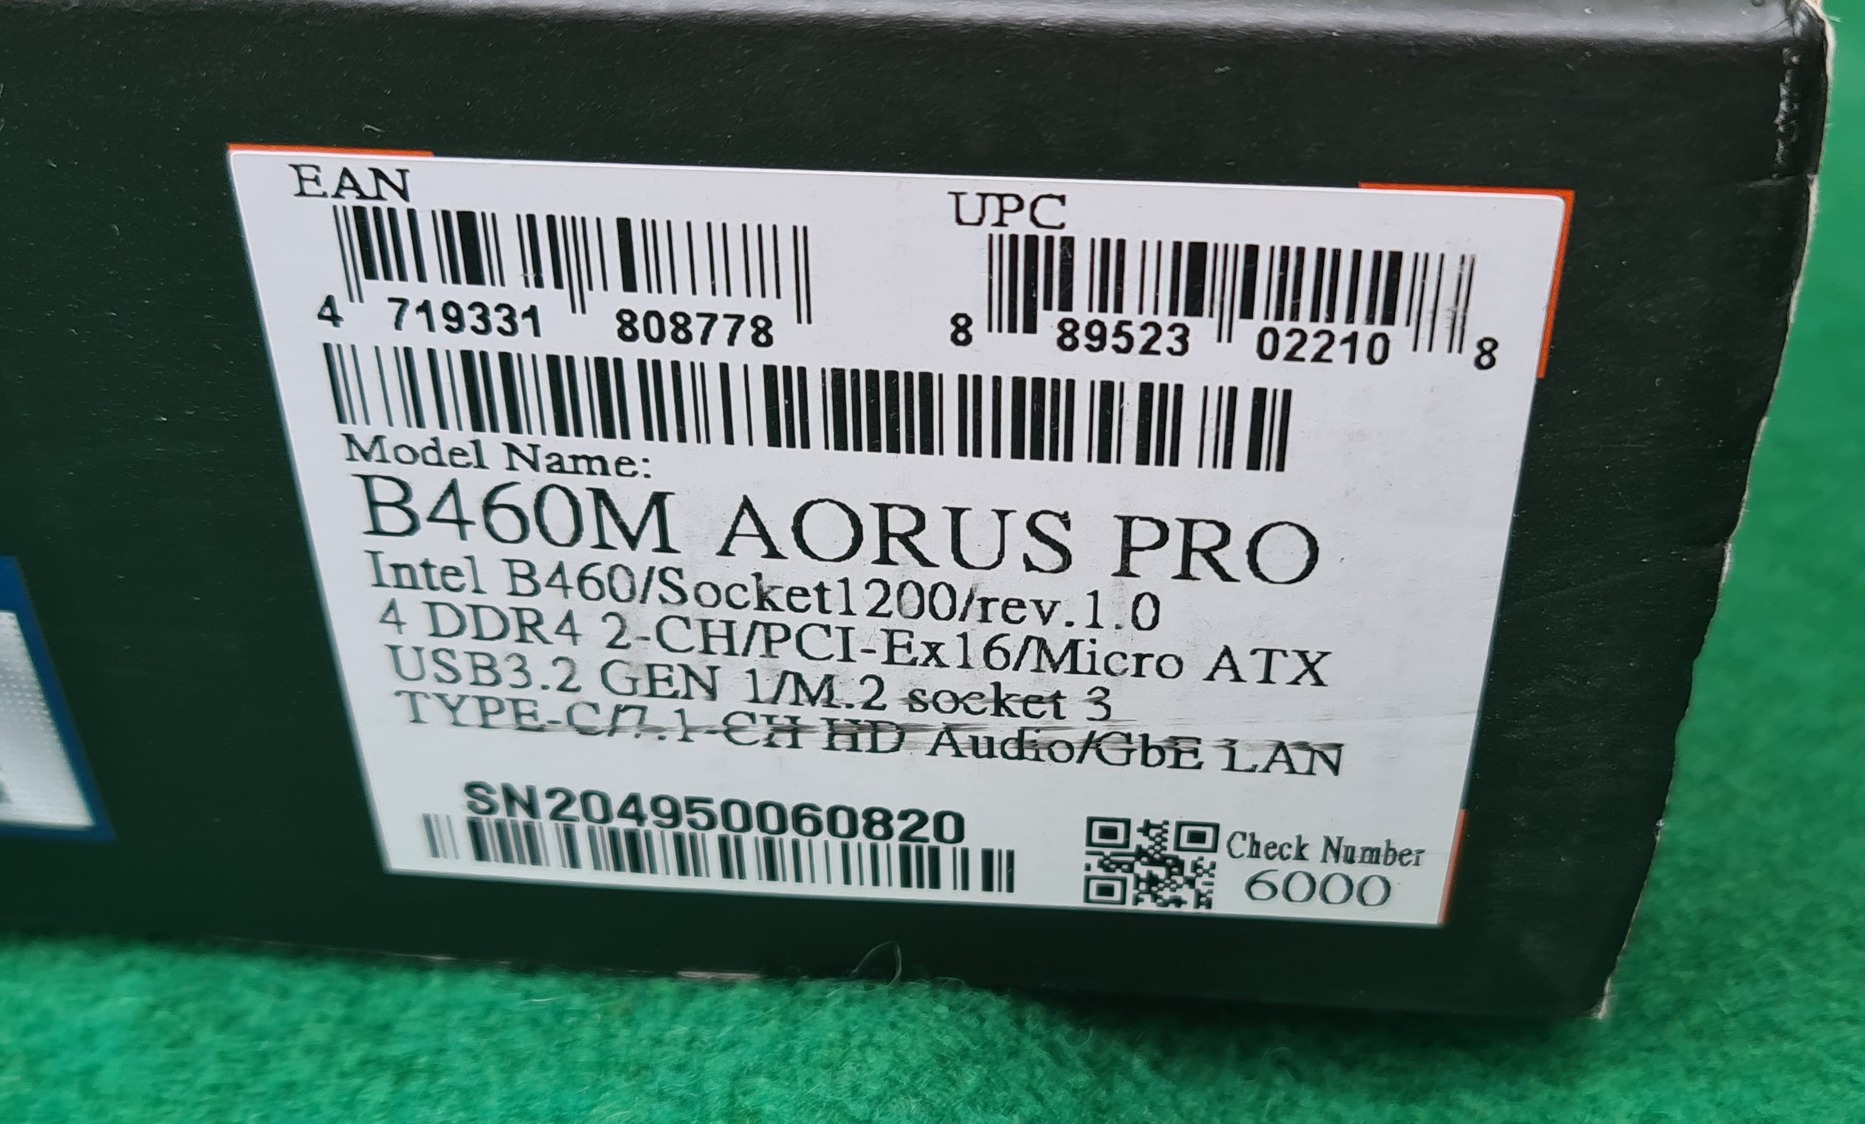 EAN
UPC
4 719331 808778
8 89523 02210 8
Model Name:
B460M AORUS PRO
Intel B460/Socket1200/rev.1.0
4 DDR4 2-CH/PCI-Ex16/Micro ATX
USB3.2 GEN 1/M.2 socket 3
TYPE-C/7.1-CH HD Audio/GbE LAN
SN204950060820
Check Number
6000